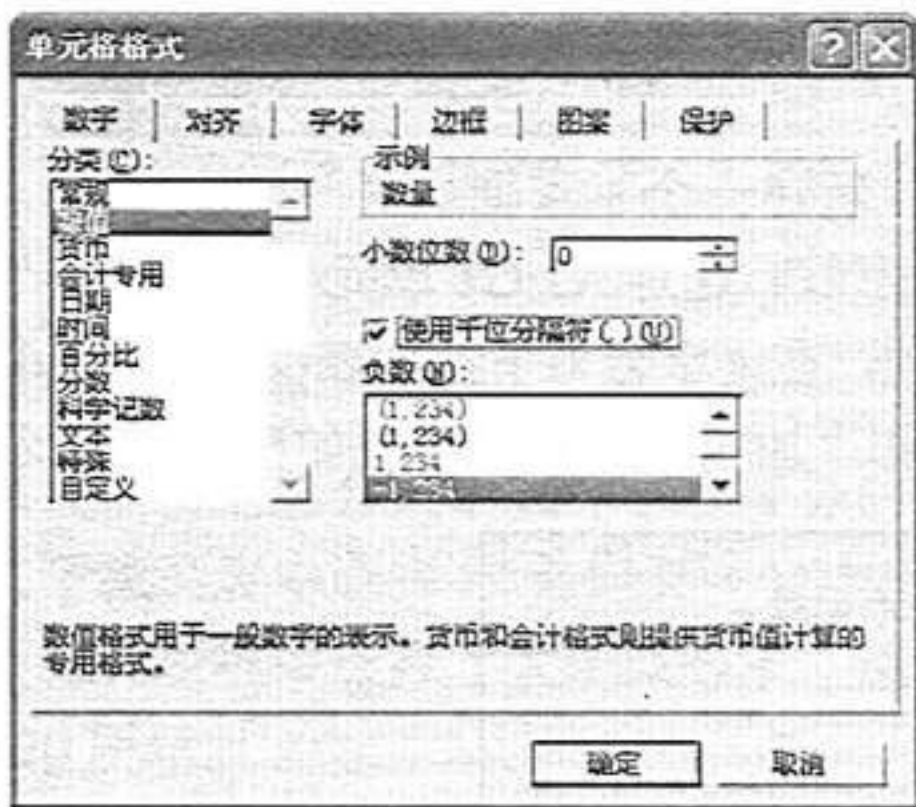 单元格格式
数字 对齐 字体 边框 图案 保护
分类(C):
常规
数值
货币
会计专用
日期
时间
百分比
分数
科学记数
文本
特殊
自定义
示例
数量
小数位数(D): 0
使用千位分隔符( )(U)
负数(N):
(1,234)
(1,234)
1,234
-1,234
数值格式用于一般数字的表示。货币和会计格式则提供货币值计算的
专用格式。
确定 取消